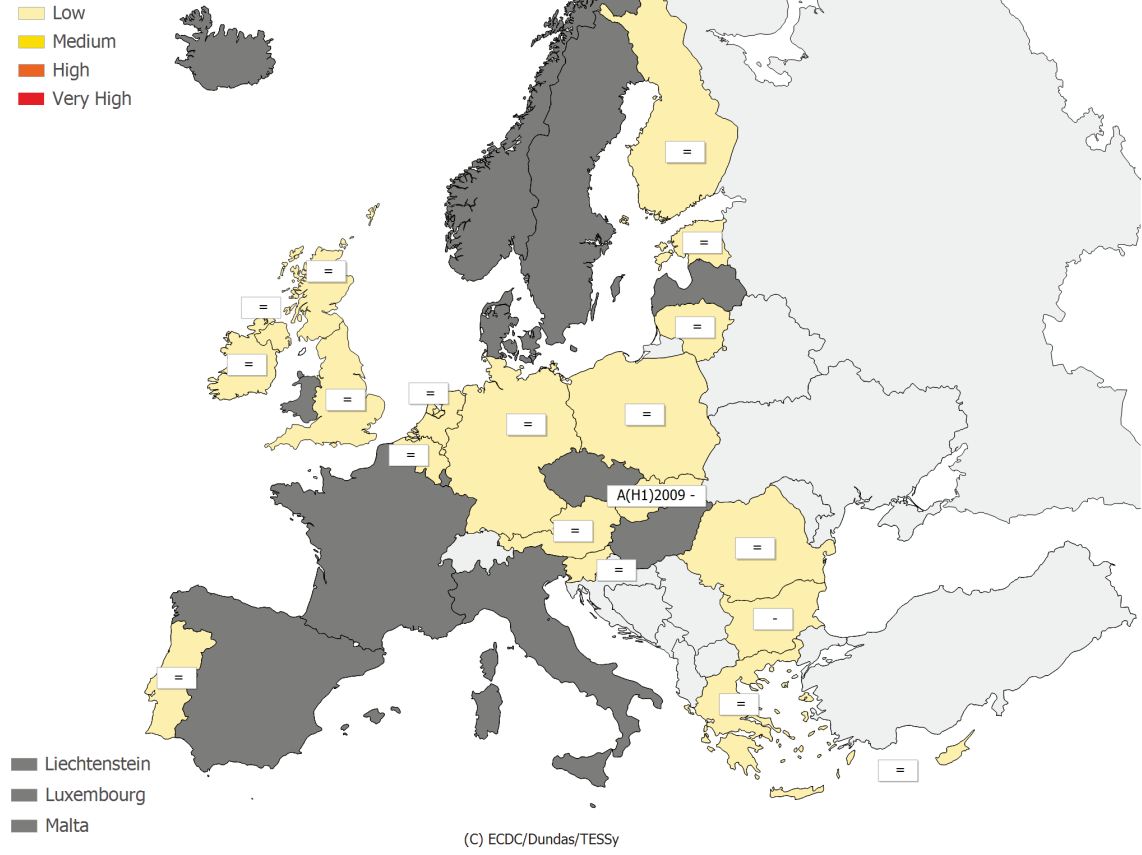 Low
Medium
High
Very High
=
=
=
=
=
=
=
=
=
=
=
A(H1)2009 -
=
=
=
-
=
=
=
Liechtenstein
Luxembourg
Malta
(C) ECDC/Dundas/TESSy